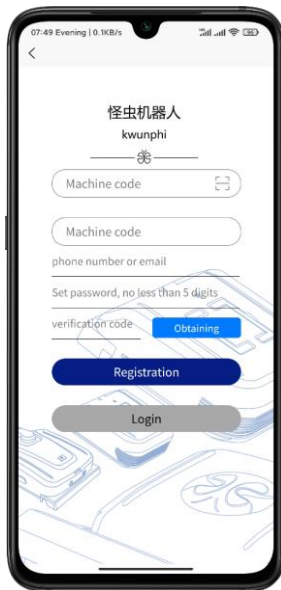 07:49 Evening | 0.1KB/s
怪虫机器人
kwunphi
Machine code
Machine code
phone number or email
Set password, no less than 5 digits
verification code
Obtaining
Registration
Login